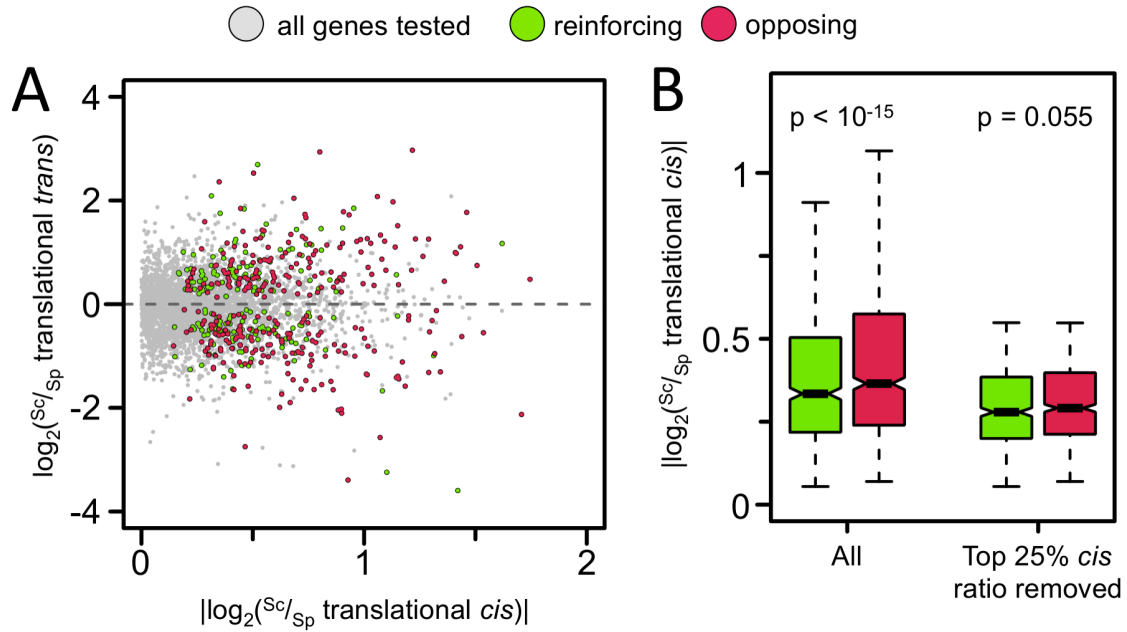 all genes tested reinforcing opposing
A
log₂(Sc/Sp translational trans)
4
2
0
-2
-4
0 1 2
|log₂(Sc/Sp translational cis)|
B
|log₂(Sc/Sp translational cis)|
p < 10⁻¹⁵ p = 0.055
1
0.5
0
All Top 25% cis
ratio removed